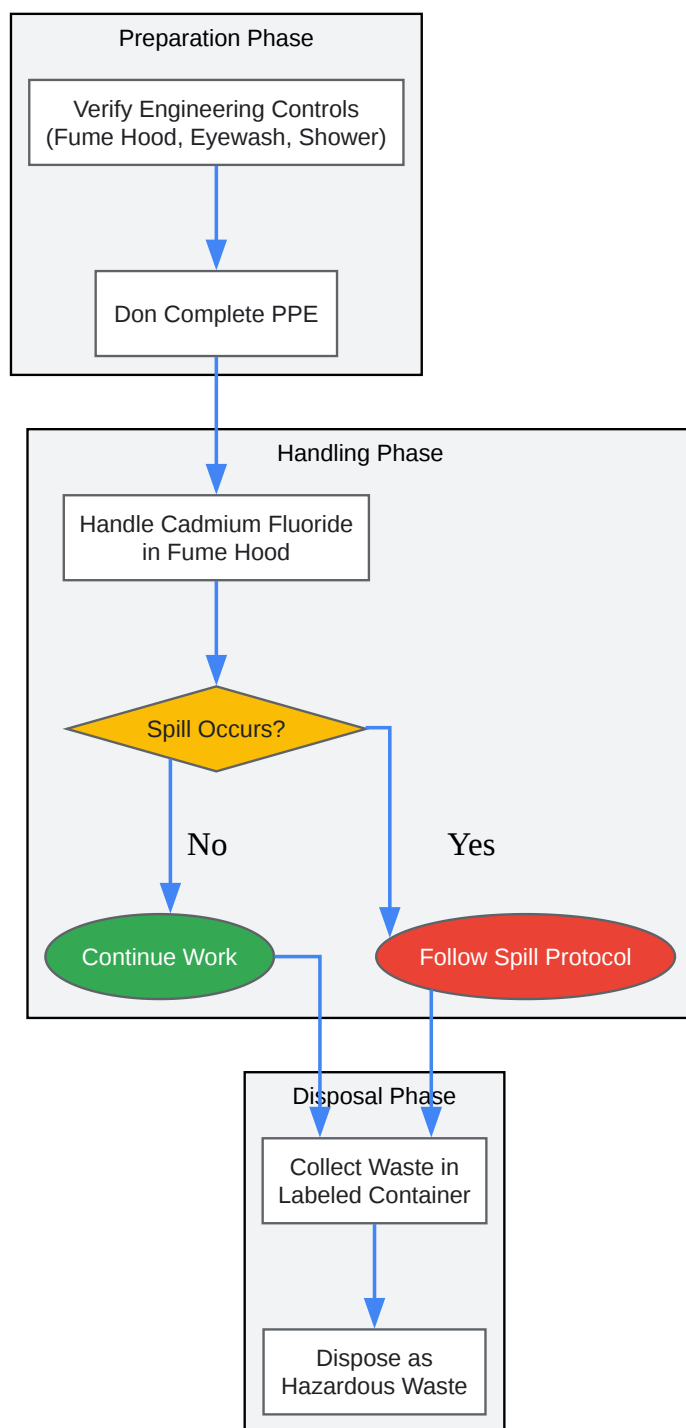 Preparation Phase
Verify Engineering Controls
(Fume Hood, Eyewash, Shower)
Don Complete PPE
Handling Phase
Handle Cadmium Fluoride
in Fume Hood
Spill Occurs?
No
Yes
Continue Work
Follow Spill Protocol
Disposal Phase
Collect Waste in
Labeled Container
Dispose as
Hazardous Waste